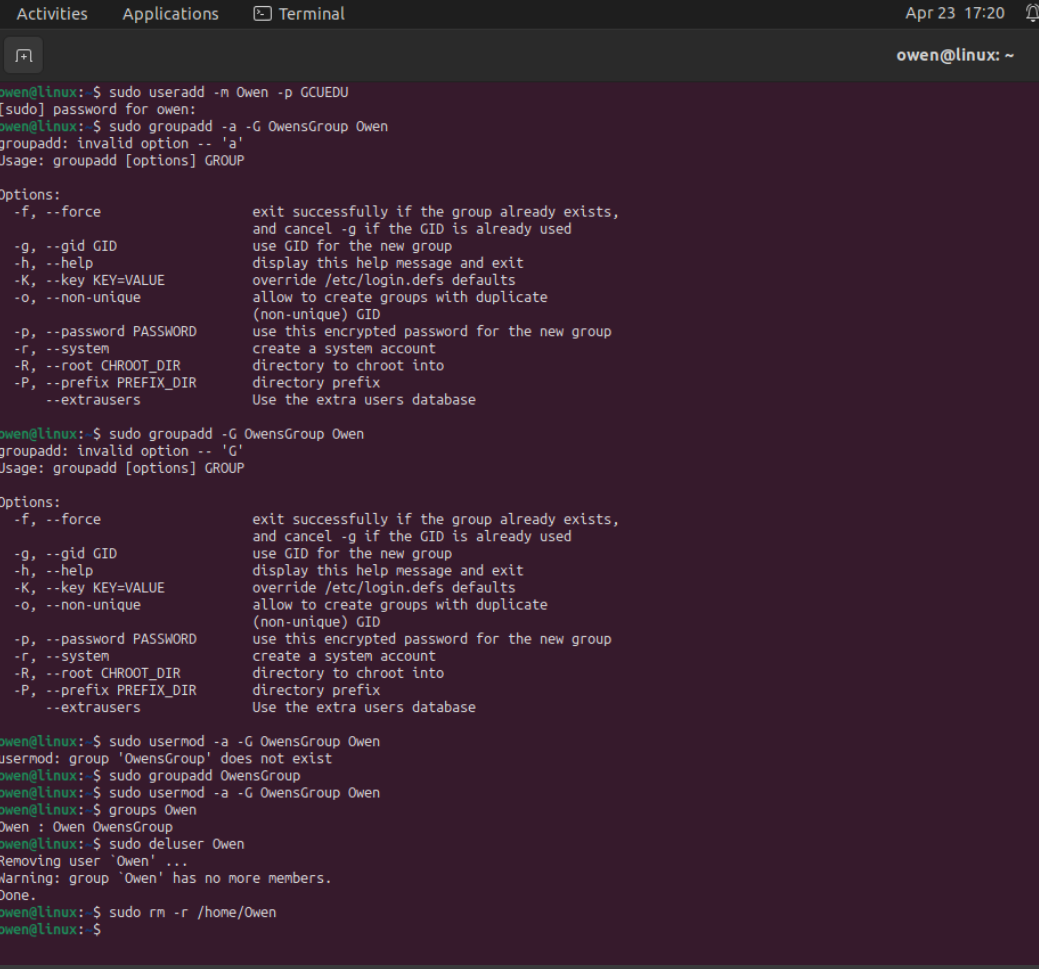 Activities Applications Terminal Apr 23 17:20
owen@linux: ~
owen@linux:~$ sudo useradd -m Owen -p GCUEDU
[sudo] password for owen:
owen@linux:~$ sudo groupadd -a -G OwensGroup Owen
groupadd: invalid option -- 'a'
Usage: groupadd [options] GROUP
Options:
-f, --force exit successfully if the group already exists,
and cancel -g if the GID is already used
-g, --gid GID use GID for the new group
-h, --help display this help message and exit
-K, --key KEY=VALUE override /etc/login.defs defaults
-o, --non-unique allow to create groups with duplicate
(non-unique) GID
-p, --password PASSWORD use this encrypted password for the new group
-r, --system create a system account
-R, --root CHROOT_DIR directory to chroot into
-P, --prefix PREFIX_DIR directory prefix
--extrausers Use the extra users database
owen@linux:~$ sudo groupadd -G OwensGroup Owen
groupadd: invalid option -- 'G'
Usage: groupadd [options] GROUP
Options:
-f, --force exit successfully if the group already exists,
and cancel -g if the GID is already used
-g, --gid GID use GID for the new group
-h, --help display this help message and exit
-K, --key KEY=VALUE override /etc/login.defs defaults
-o, --non-unique allow to create groups with duplicate
(non-unique) GID
-p, --password PASSWORD use this encrypted password for the new group
-r, --system create a system account
-R, --root CHROOT_DIR directory to chroot into
-P, --prefix PREFIX_DIR directory prefix
--extrausers Use the extra users database
owen@linux:~$ sudo usermod -a -G OwensGroup Owen
usermod: group 'OwensGroup' does not exist
owen@linux:~$ sudo groupadd OwensGroup
owen@linux:~$ sudo usermod -a -G OwensGroup Owen
owen@linux:~$ groups Owen
Owen : Owen OwensGroup
owen@linux:~$ sudo deluser Owen
Removing user `Owen' ...
Warning: group `Owen' has no more members.
Done.
owen@linux:~$ sudo rm -r /home/Owen
owen@linux:~$